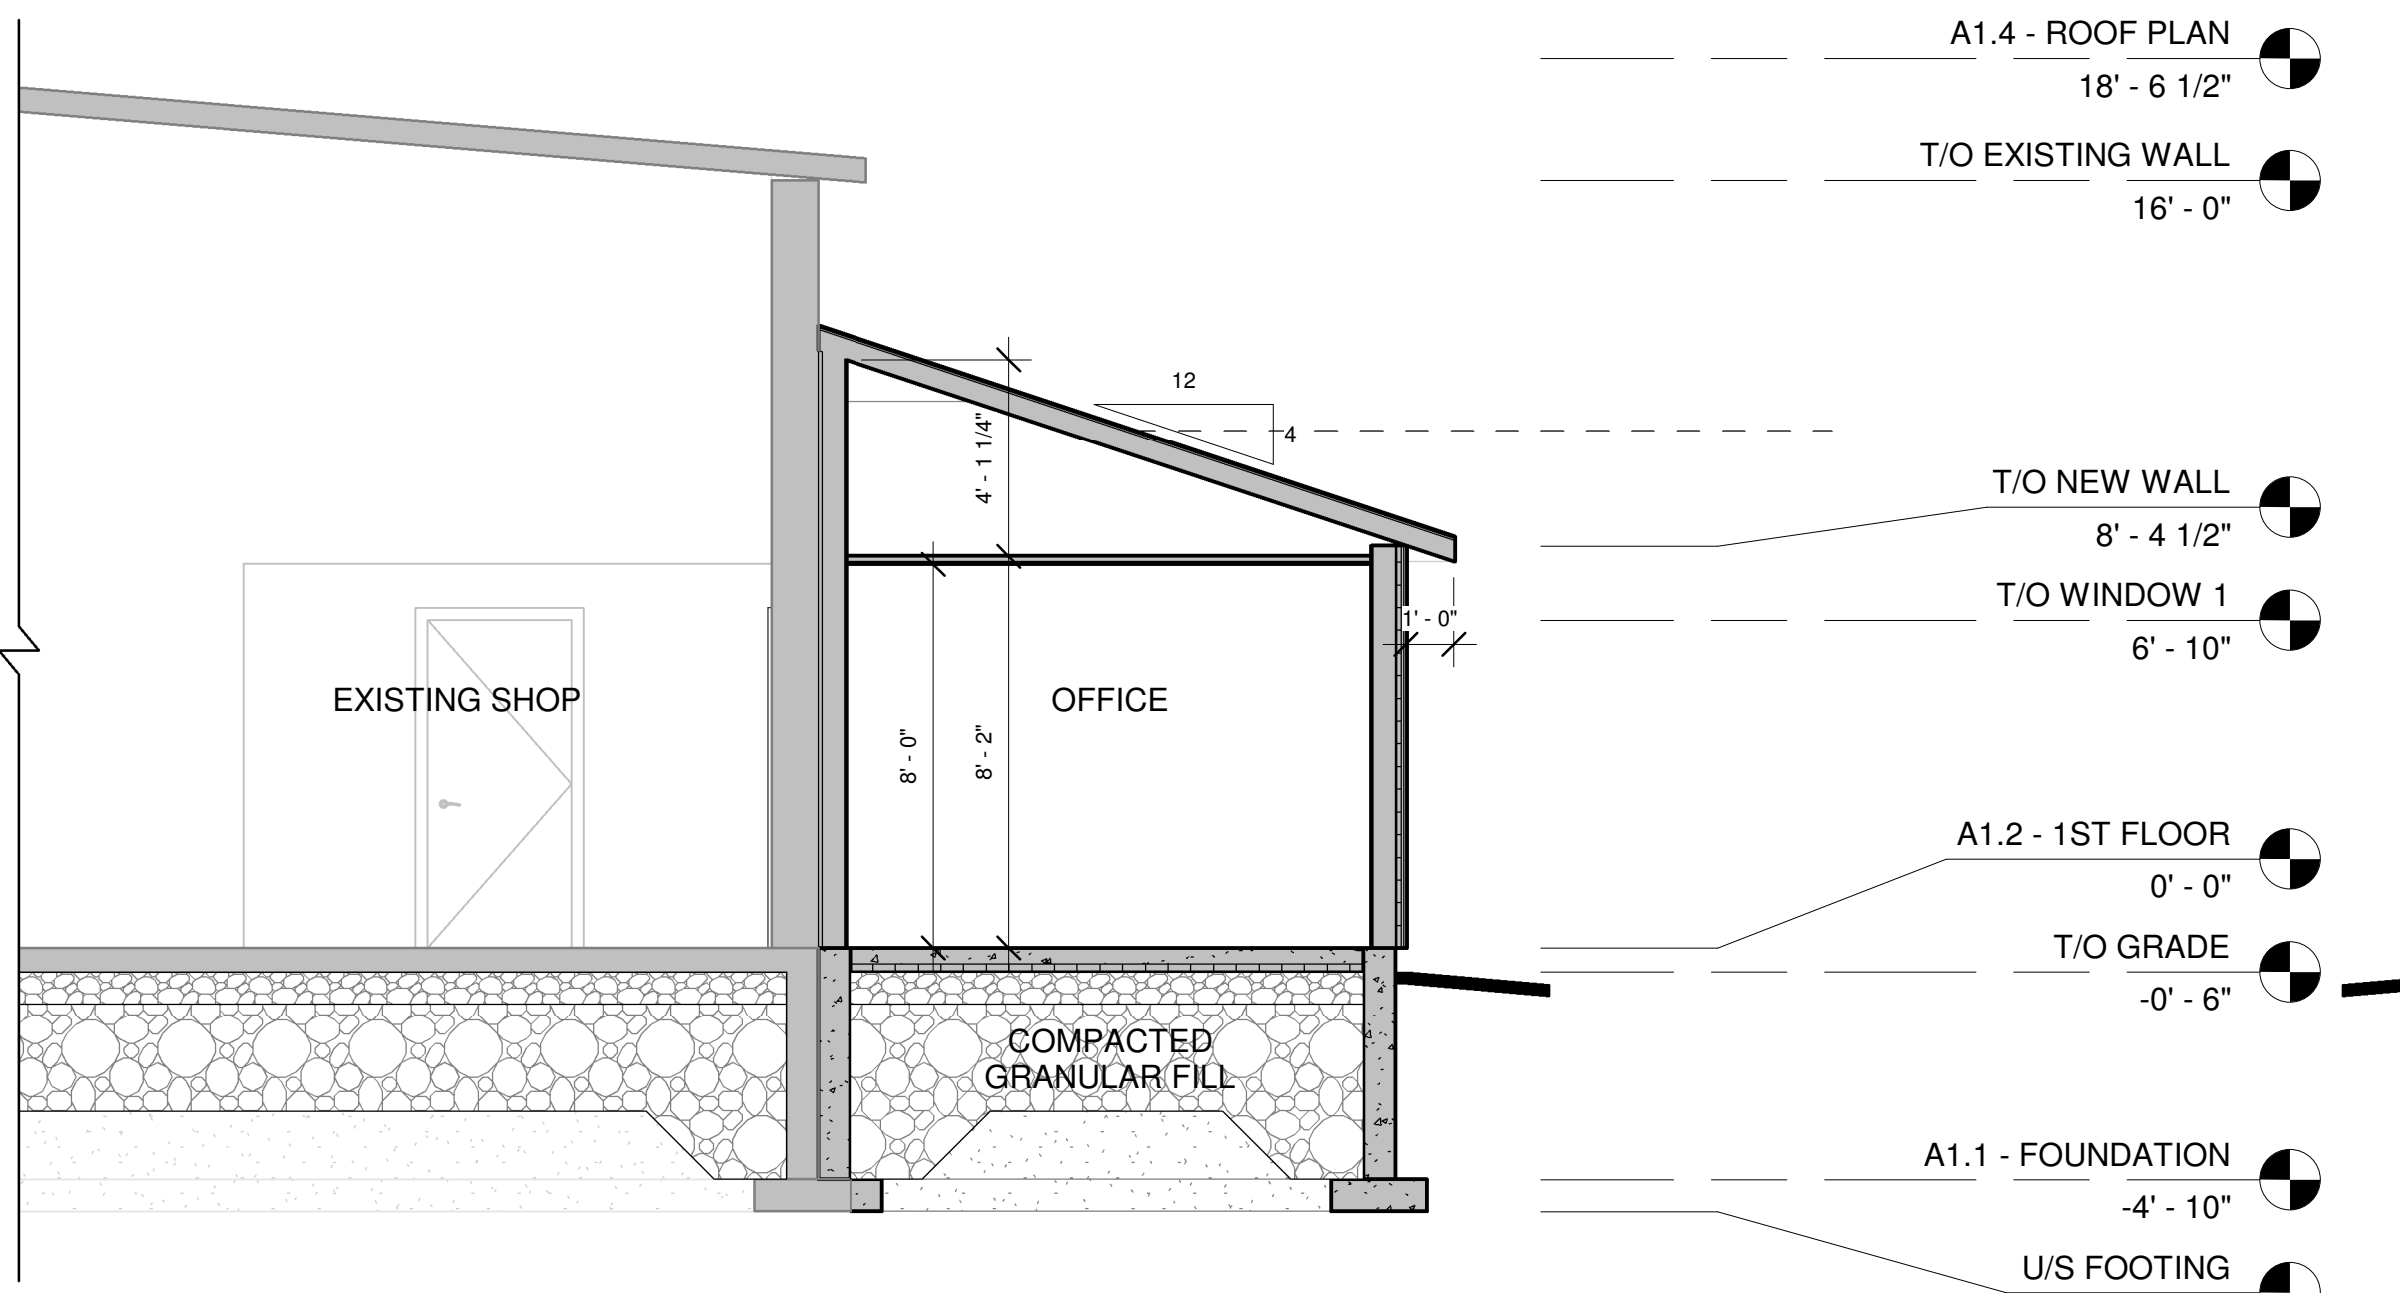 A1.4 - ROOF PLAN
18' - 6 1/2"
T/O EXISTING WALL
16' - 0"
12
4
4' - 1 1/4"
T/O NEW WALL
8' - 4 1/2"
T/O WINDOW 1
6' - 10"
1' - 0"
EXISTING SHOP
OFFICE
8' - 0"
8' - 2"
A1.2 - 1ST FLOOR
0' - 0"
T/O GRADE
-0' - 6"
COMPACTED
GRANULAR FILL
A1.1 - FOUNDATION
-4' - 10"
U/S FOOTING